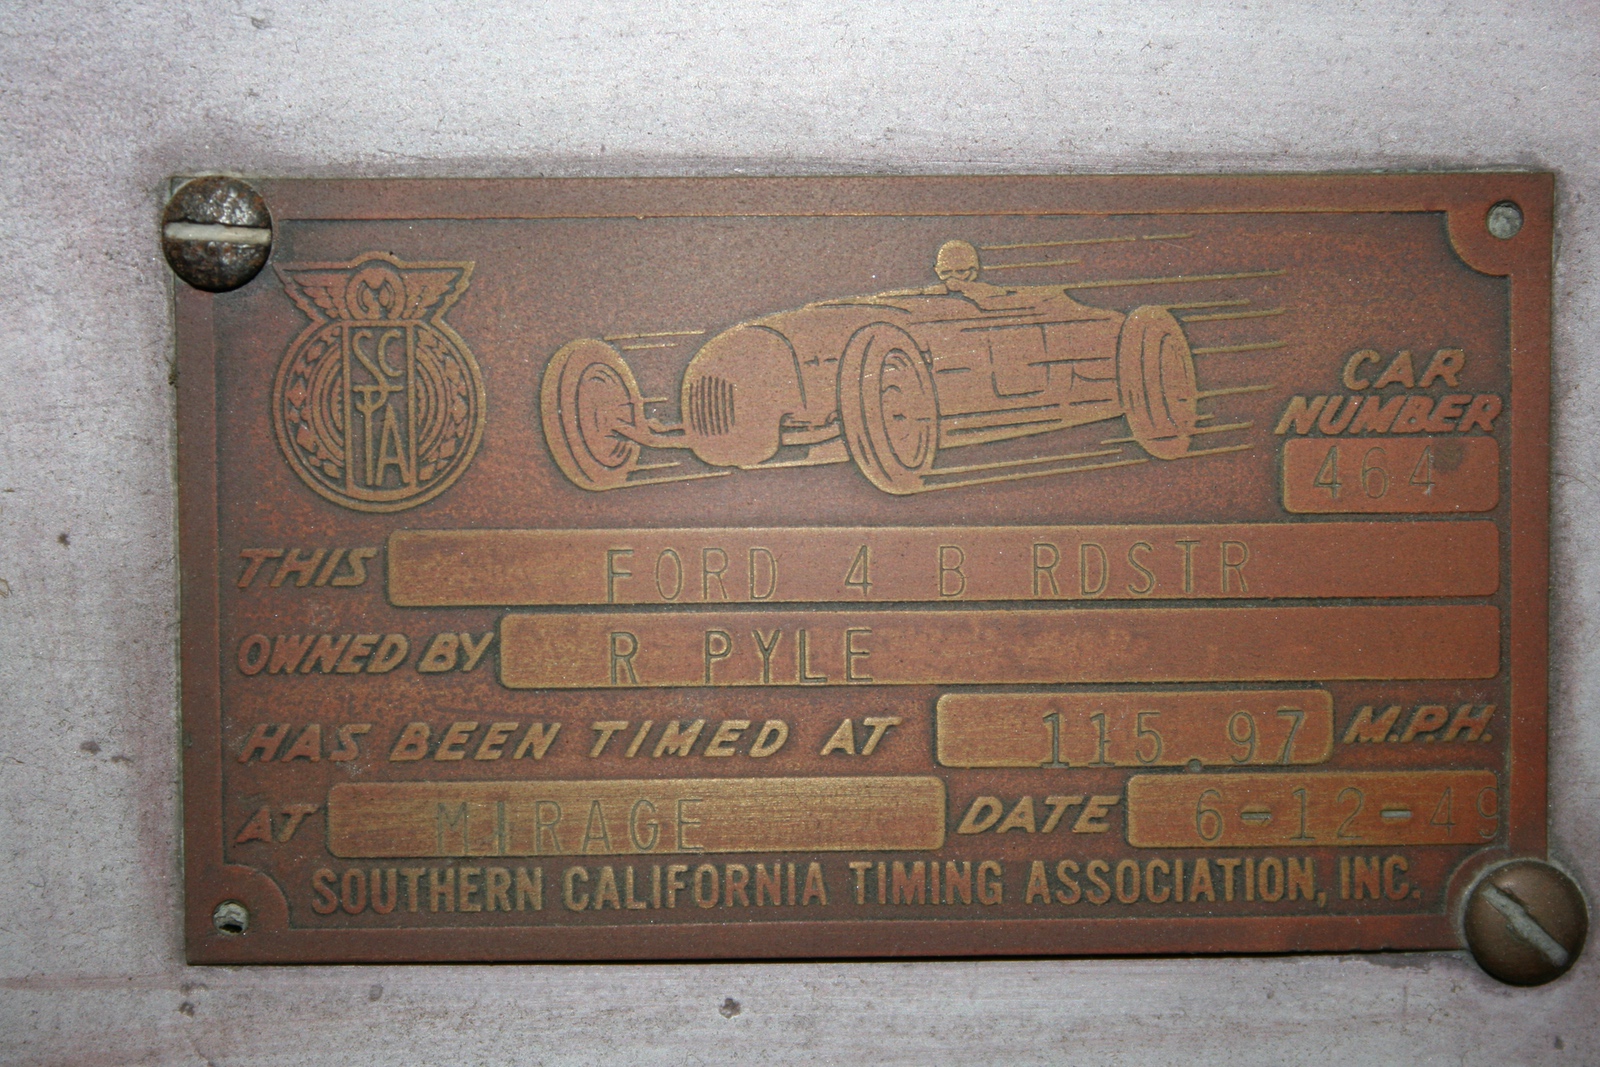 SCTA
CAR
NUMBER
464
THIS FORD 4 B RDSTR
OWNED BY R PYLE
HAS BEEN TIMED AT 115.97 M.P.H.
AT MIRAGE DATE 6-12-49
SOUTHERN CALIFORNIA TIMING ASSOCIATION, INC.